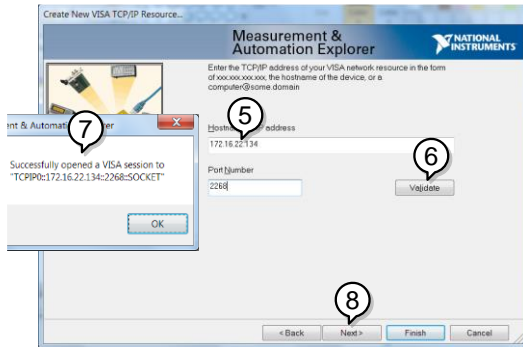 Create New VISA TCP/IP Resource...
Measurement &
Automation Explorer
NATIONAL
INSTRUMENTS
Enter the TCP/IP address of your VISA network resource in the form
of xxx.xxx.xxx.xxx, the hostname of the device, or a
computer@some.domain
5
address
172.16.22.134
6
Port Number
2268
Validate
7
Successfully opened a VISA session to
"TCPIP0::172.16.22.134::2268::SOCKET"
OK
8
< Back
Next >
Finish
Cancel